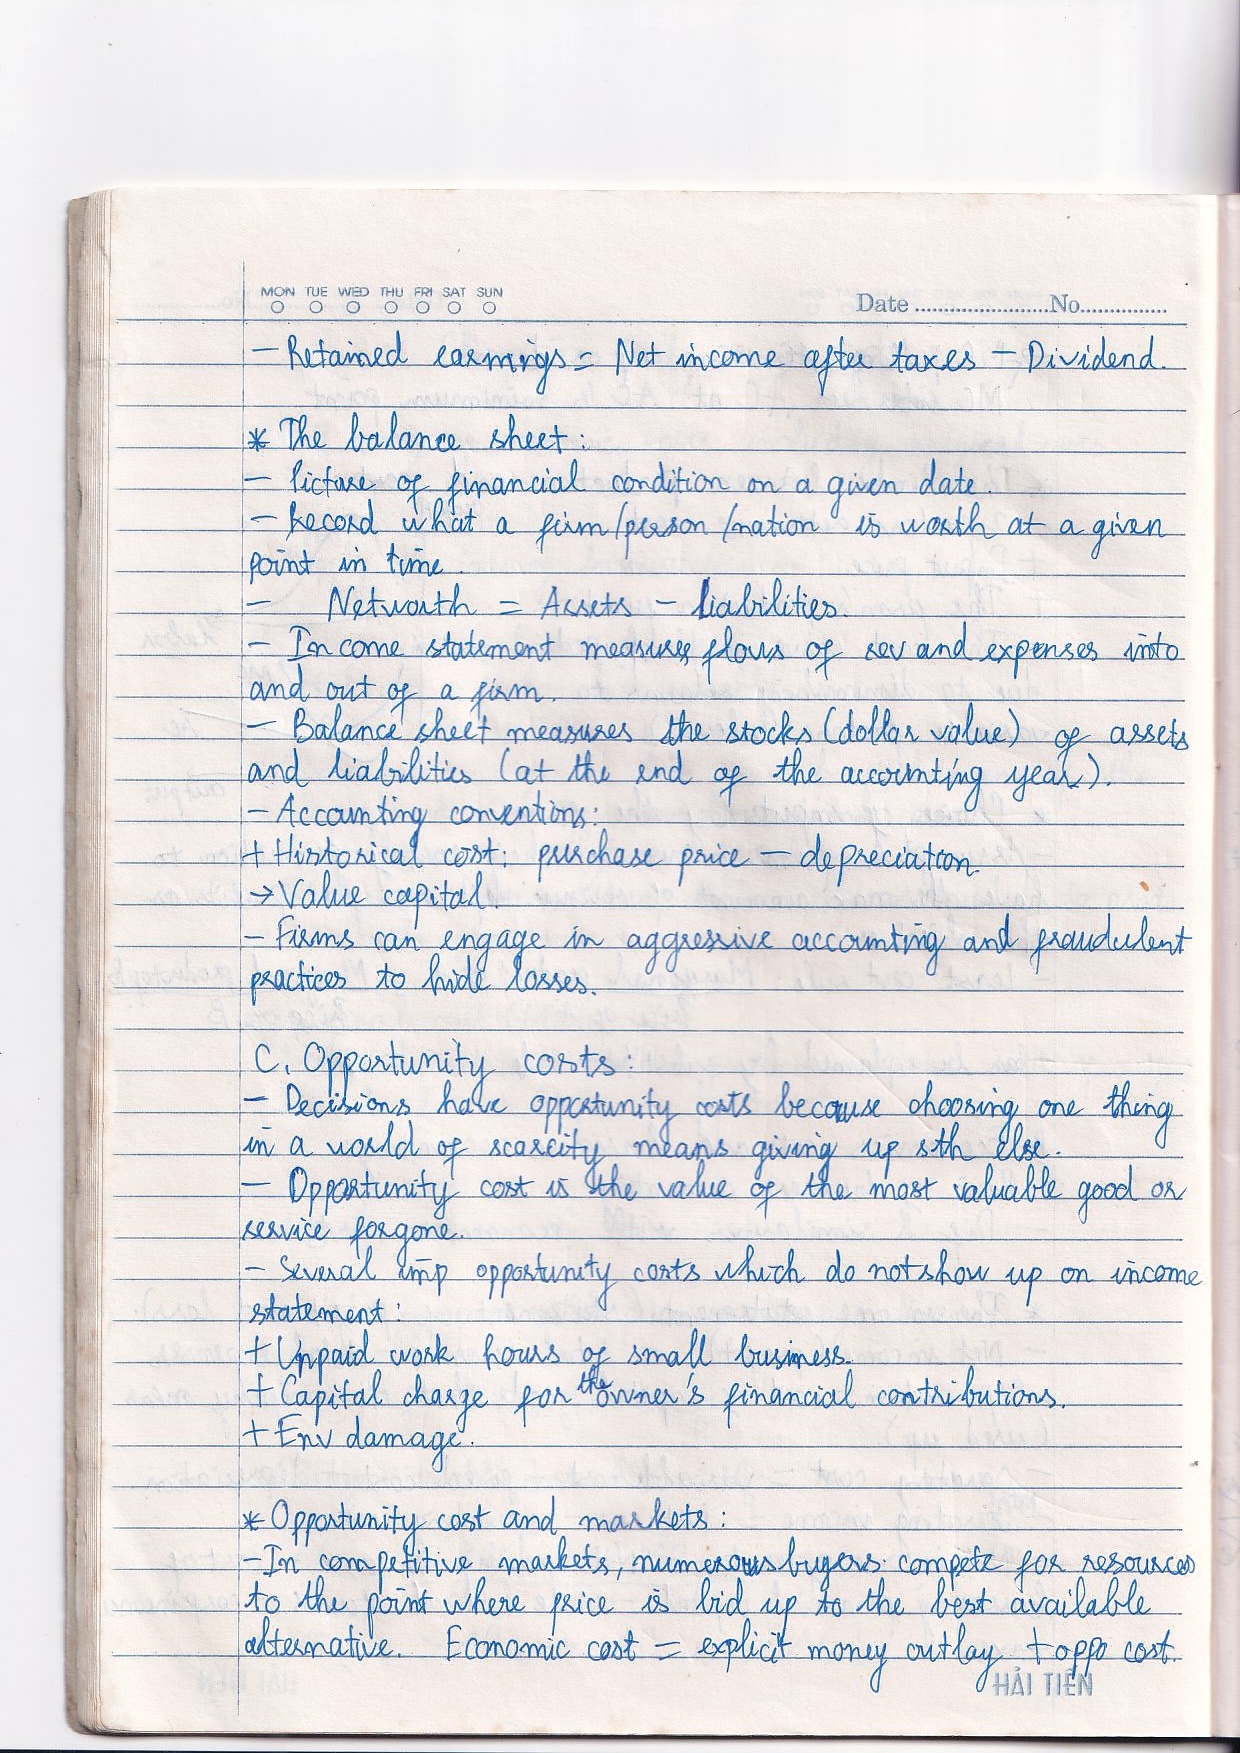 MON TUE WED THU FRI SAT SUN
Date ........................No...............
- Retained earnings = Net income after taxes - Dividend.
* The balance sheet:
- Picture of financial condition on a given date.
- Record what a firm/person/nation is worth at a given
point in time.
- Networth = Assets - Liabilities.
- Income statement measures flows of rev and expenses into
and out of a firm.
- Balance sheet measures the stocks (dollar value) of assets
and liabilities (at the end of the accounting year).
- Accounting conventions:
+ Historical cost: purchase price - depreciation.
→ Value capital.
- Firms can engage in aggressive accounting and fraudulent
practices to hide losses.
C. Opportunity costs:
- Decisions have opportunity costs because choosing one thing
in a world of scarcity means giving up sth else.
- Opportunity cost is the value of the most valuable good or
service forgone.
- Several imp opportunity costs which do not show up on income
statement:
+ Unpaid work hours of small business.
+ Capital charge for the owner's financial contributions.
+ Env damage.
* Opportunity cost and markets:
- In competitive markets, numerous buyers compete for resources
to the point where price is bid up to the best available
alternative. Economic cost = explicit money outlay + oppo cost.
HẢI TIẾN